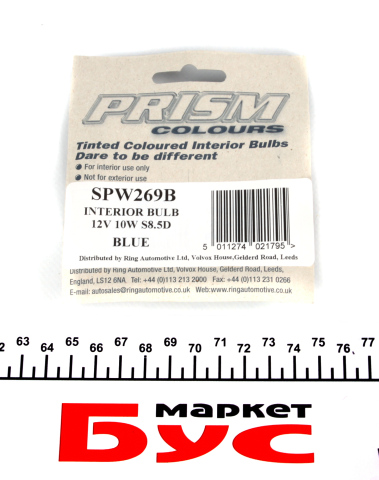 PRISM
COLOURS
Tinted Coloured Interior Bulbs
Dare to be different
For interior use only
Not for exterior use
SPW269B
INTERIOR BULB
12V 10W S8.5D
BLUE
5 011274 021795 >
Distributed by Ring Automotive Ltd, Volvox House,Gelderd Road, Leeds
Distributed by Ring Automotive Ltd, Volvox House, Gelderd Road, Leeds,
England, LS12 6NA. Tel: +44 (0)113 213 2000 Fax: +44 (0)113 231 0266
E-mail: autosales@ringautomotive.co.uk Web:www.ringautomotive.co.uk
2 63 64 65 66 67 68 69 70 71 72 73 74 75 76 77
маркет
БУС